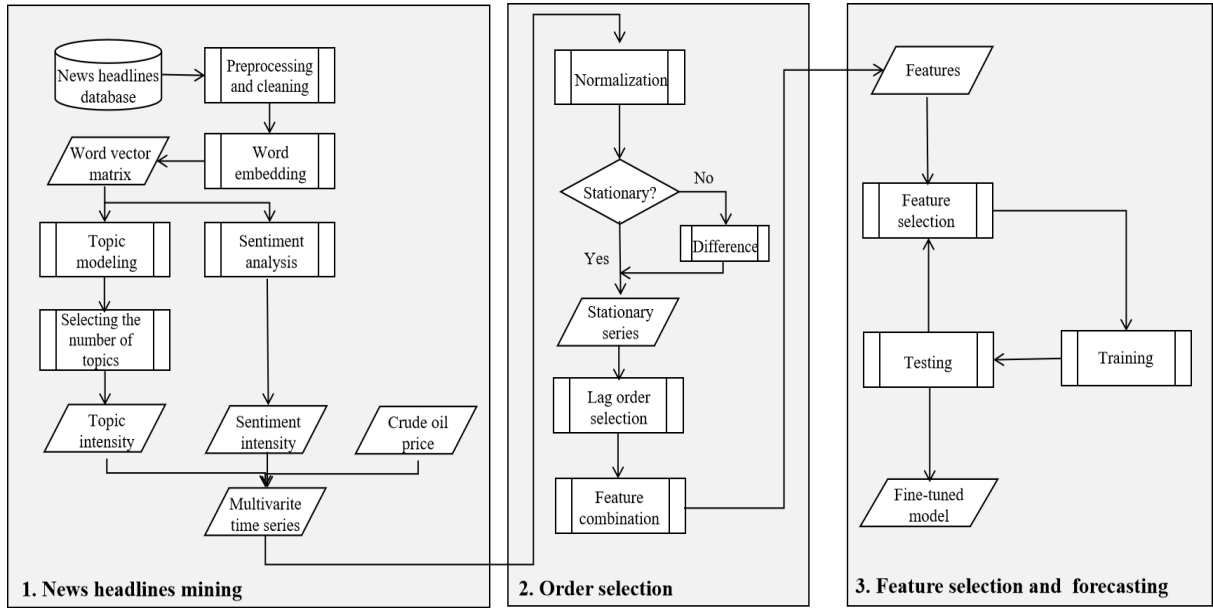 News headlines
database
Preprocessing
and cleaning
Word vector
matrix
Word
embedding
Topic
modeling
Sentiment
analysis
Selecting the
number of
topics
Topic
intensity
Sentiment
intensity
Crude oil
price
Multivarite
time series
1. News headlines mining
Normalization
Stationary?
No
Difference
Yes
Stationary
series
Lag order
selection
Feature
combination
2. Order selection
Features
Feature
selection
Testing
Training
Fine-tuned
model
3. Feature selection and forecasting